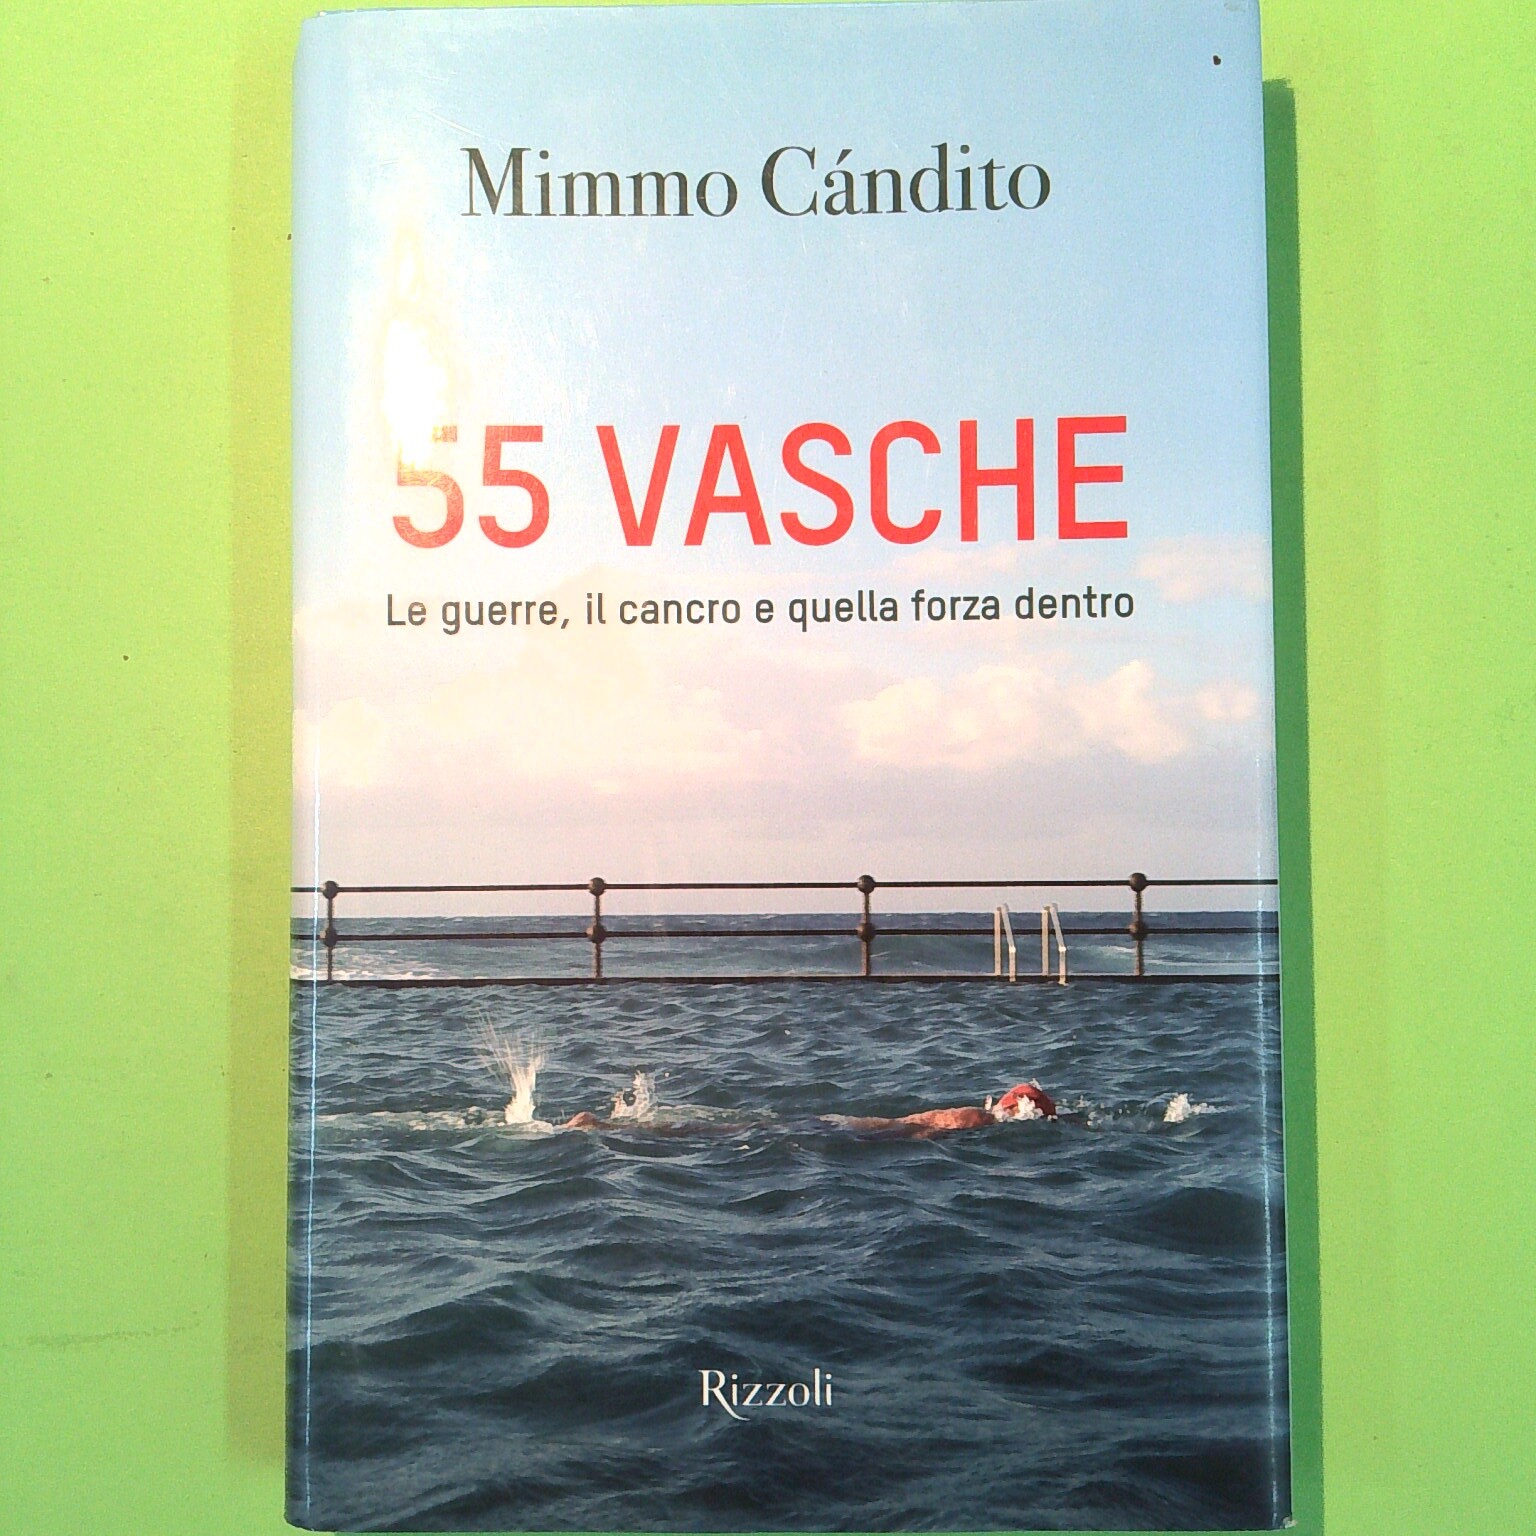 Mimmo Cándito
55 VASCHE
Le guerre, il cancro e quella forza dentro
Rizzoli